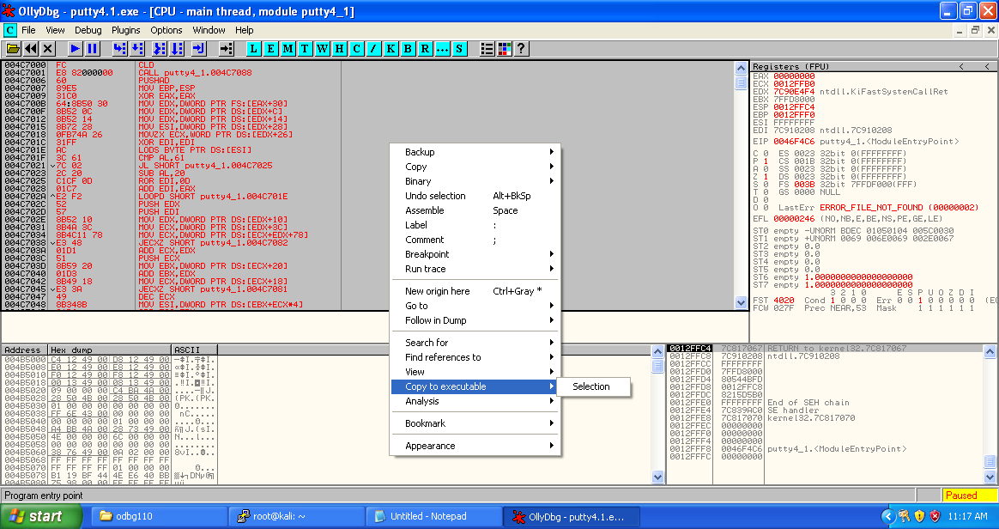 OllyDbg - putty4.1.exe - [CPU - main thread, module putty4_1]
C File View Debug Plugins Options Window Help
L E M T W H C / K B R ... S ?
004C7000 FC CLD
004C7001 E8 82000000 CALL putty4_1.004C7088
004C7006 60 PUSHAD
004C7007 89E5 MOV EBP,ESP
004C7009 31C0 XOR EAX,EAX
004C700B 64:8B50 30 MOV EDX,DWORD PTR FS:[EAX+30]
004C700F 8B52 0C MOV EDX,DWORD PTR DS:[EDX+C]
004C7012 8B52 14 MOV EDX,DWORD PTR DS:[EDX+14]
004C7015 8B72 28 MOV ESI,DWORD PTR DS:[EDX+28]
004C7018 0FB74A 26 MOVZX ECX,WORD PTR DS:[EDX+26]
004C701C 31FF XOR EDI,EDI
004C701E AC LODS BYTE PTR DS:[ESI]
004C701F 3C 61 CMP AL,61
004C7021 7C 02 JL SHORT putty4_1.004C7025
004C7023 2C 20 SUB AL,20
004C7025 C1CF 0D ROR EDI,0D
004C7028 01C7 ADD EDI,EAX
004C702A E2 F2 LOOPD SHORT putty4_1.004C701E
004C702C 52 PUSH EDX
004C702D 57 PUSH EDI
004C702E 8B52 10 MOV EDX,DWORD PTR DS:[EDX+10]
004C7031 8B4A 3C MOV ECX,DWORD PTR DS:[EDX+3C]
004C7034 8B4C11 78 MOV ECX,DWORD PTR DS:[ECX+EDX+78]
004C7038 E3 48 JECXZ SHORT putty4_1.004C7082
004C703A 01D1 ADD ECX,EDX
004C703C 51 PUSH ECX
004C703D 8B59 20 MOV EBX,DWORD PTR DS:[ECX+20]
004C7040 01D3 ADD EBX,EDX
004C7042 8B49 18 MOV ECX,DWORD PTR DS:[ECX+18]
004C7045 E3 3A JECXZ SHORT putty4_1.004C7081
004C7047 49 DEC ECX
004C7048 8B348B MOV ESI,DWORD PTR DS:[EBX+ECX*4]
Backup
Copy
Binary
Undo selection Alt+BkSp
Assemble Space
Label :
Comment ;
Breakpoint
Run trace
New origin here Ctrl+Gray *
Go to
Follow in Dump
Search for
Find references to
View
Copy to executable
Selection
Analysis
Bookmark
Appearance
Registers (FPU) < <
EAX 00000000
ECX 0012FFB0
EDX 7C90E4F4 ntdll.KiFastSystemCallRet
EBX 7FFD8000
ESP 0012FFC4
EBP 0012FFF0
ESI FFFFFFFF
EDI 7C910208 ntdll.7C910208
EIP 0046F4C6 putty4_1.<ModuleEntryPoint>
C 0 ES 0023 32bit 0(FFFFFFFF)
P 1 CS 001B 32bit 0(FFFFFFFF)
A 0 SS 0023 32bit 0(FFFFFFFF)
Z 1 DS 0023 32bit 0(FFFFFFFF)
S 0 FS 003B 32bit 7FFDF000(FFF)
T 0 GS 0000 NULL
D 0
O 0 LastErr ERROR_FILE_NOT_FOUND (00000002)
EFL 00000246 (NO,NB,E,BE,NS,PE,GE,LE)
ST0 empty -UNORM BDEC 01050104 005C0030
ST1 empty +UNORM 0069 006E0069 002E0067
ST2 empty 0.0
ST3 empty 0.0
ST4 empty 0.0
ST5 empty 0.0
ST6 empty 1.0000000000000000000
ST7 empty 1.0000000000000000000
3 2 1 0 E S P U O Z D I
FST 4020 Cond 1 0 0 0 Err 0 0 1 0 0 0 0 0
FCW 027F Prec NEAR,53 Mask 1 1 1 1 1 1
Address Hex dump ASCII
004B5000 C4 12 49 00 D8 12 49 00
004B5008 E0 12 49 00 E8 12 49 00
004B5010 F0 12 49 00 F8 12 49 00
004B5018 00 13 49 00 08 13 49 00
004B5020 09 00 00 00 C4 BA 4A 00
004B5028 28 50 4B 00 28 50 4B 00 (PK.(PK.
004B5030 01 00 00 00 00 00 00 00
004B5038 FF 6E 43 00 00 00 00 00
004B5040 00 00 00 00 01 00 00 00
004B5048 A4 BB 4A 00 28 73 49 00
004B5050 4E 00 00 00 6C 00 00 00 N...l...
004B5058 00 00 00 00 00 00 00 00 ........
004B5060 38 76 49 00 0A 02 00 00
004B5068 FF FF FF FF FF FF FF FF
004B5070 FF FF FF FF 01 00 00 00
004B5078 B1 19 BF 44 4E E6 40 BB
0012FFC4 7C817067 RETURN to kernel32.7C817067
0012FFC8 7C910208 ntdll.7C910208
0012FFCC FFFFFFFF
0012FFD0 7FFD8000
0012FFD4 80544BFD
0012FFD8 0012FFC8
0012FFDC 8215D5B0
0012FFE0 FFFFFFFF End of SEH chain
0012FFE4 7C839AC0 SE handler
0012FFE8 7C817070 kernel32.7C817070
0012FFEC 00000000
0012FFF0 00000000
0012FFF4 00000000
0012FFF8 0046F4C6 putty4_1.<ModuleEntryPoint>
0012FFFC 00000000
Program entry point
Paused
start odbg110 root@kali: ~ Untitled - Notepad OllyDbg - putty4.1.e... 11:17 AM